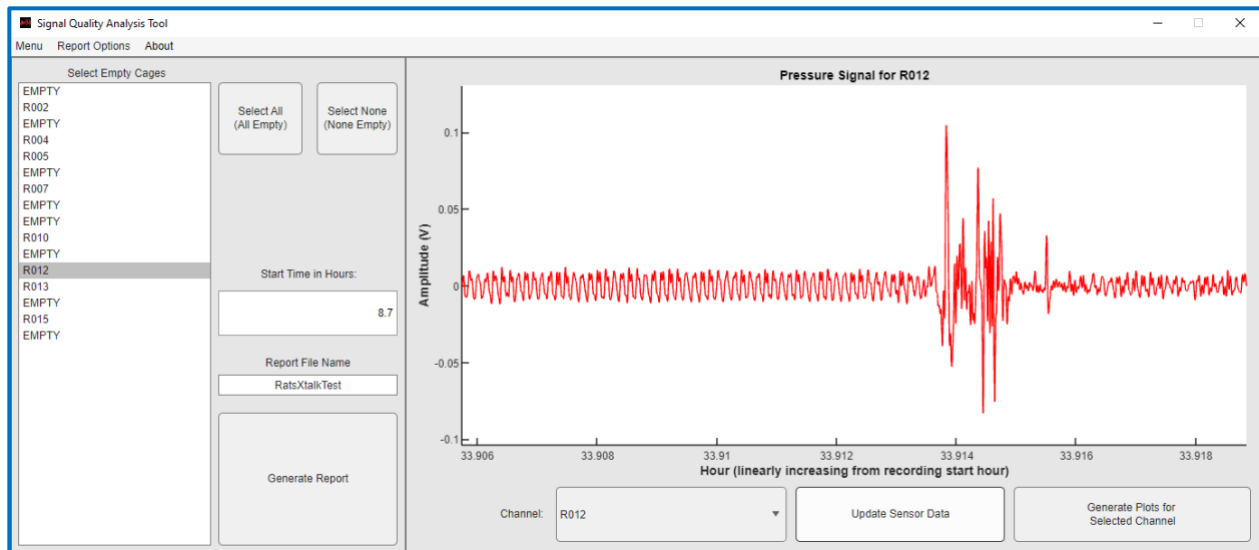 Signal Quality Analysis Tool
Menu Report Options About
Select Empty Cages
EMPTY
R002
EMPTY
R004
R005
EMPTY
R007
EMPTY
EMPTY
R010
EMPTY
R012
R013
EMPTY
R015
EMPTY
Select All
(All Empty)
Select None
(None Empty)
Start Time in Hours:
8.7
Report File Name
RatsXtalkTest
Generate Report
Pressure Signal for R012
Amplitude (V)
0.1
0.05
0
-0.05
-0.1
33.906 33.908 33.91 33.912 33.914 33.916 33.918
Hour (linearly increasing from recording start hour)
Channel: R012
Update Sensor Data
Generate Plots for
Selected Channel